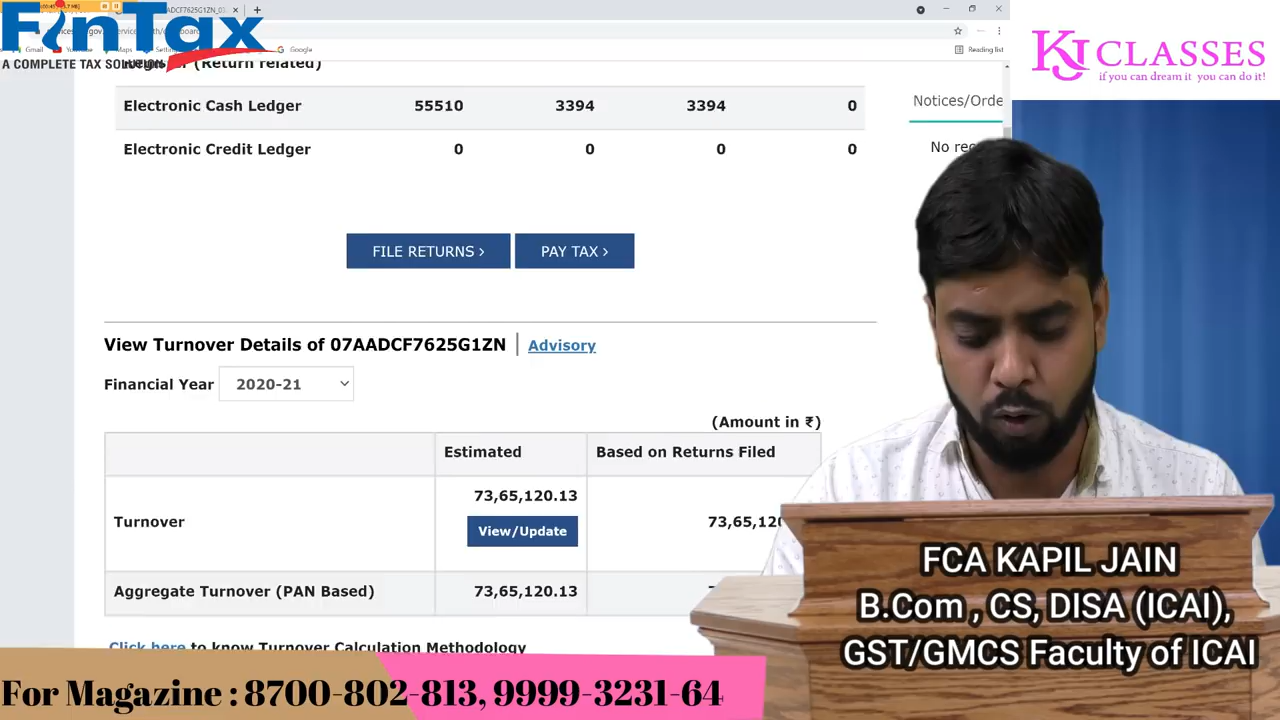 FinTax
A COMPLETE TAX SOLUTION
Gmail
Google
Reading list
(Return related)
Electronic Cash Ledger 55510 3394 3394 0
Electronic Credit Ledger 0 0 0 0
Notices/Orde
No rec
FILE RETURNS > PAY TAX >
View Turnover Details of 07AADCF7625G1ZN | Advisory
Financial Year 2020-21
(Amount in ₹)
Estimated Based on Returns Filed
Turnover 73,65,120.13 73,65,120
View/Update
Aggregate Turnover (PAN Based) 73,65,120.13
Click here to know Turnover Calculation Methodology
KJ CLASSES
if you can dream it you can do it!
FCA KAPIL JAIN
B.Com , CS, DISA (ICAI),
GST/GMCS Faculty of ICAI
For Magazine : 8700-802-813, 9999-3231-64